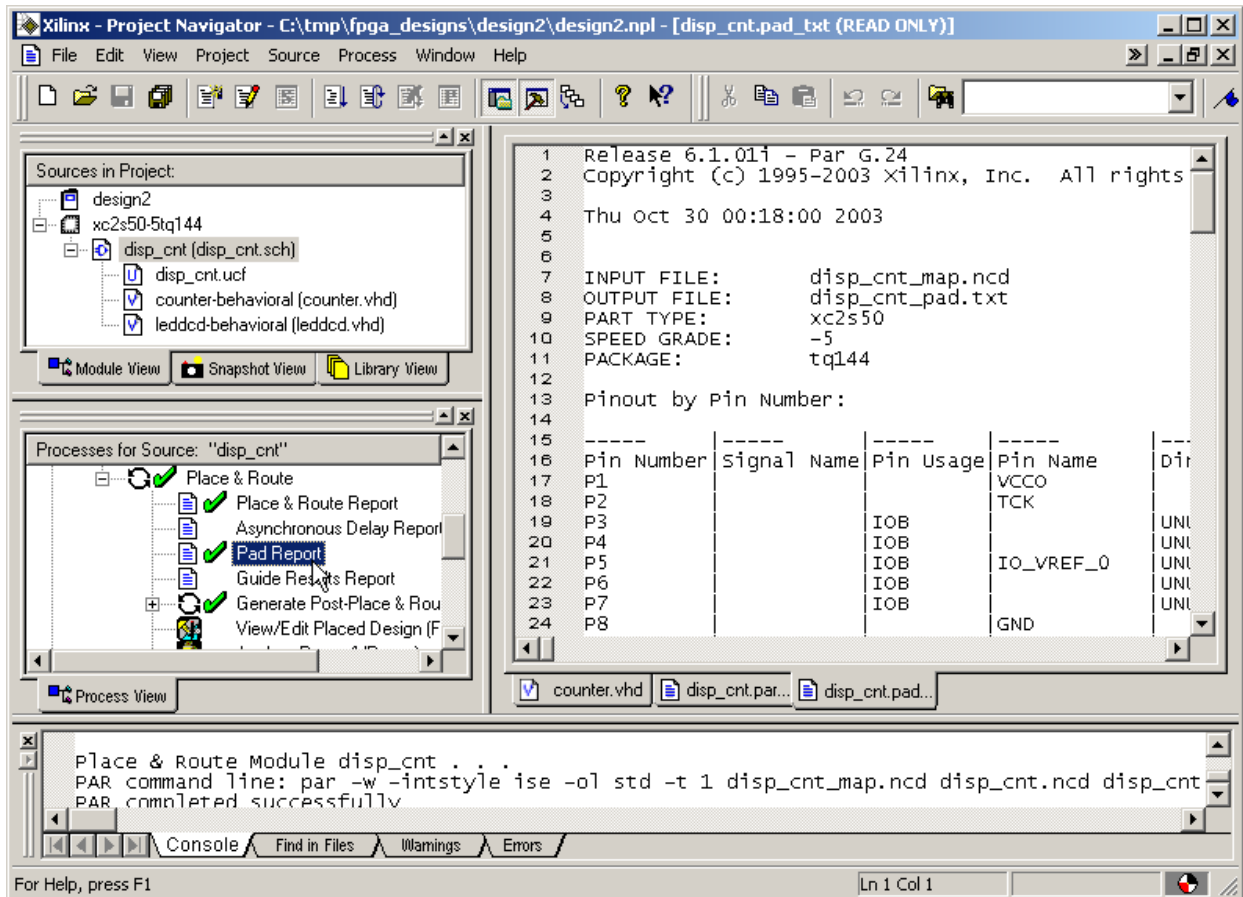 Xilinx - Project Navigator - C:\tmp\fpga_designs\design2\design2.npl - [disp_cnt.pad_txt (READ ONLY)]
File Edit View Project Source Process Window Help
Sources in Project:
design2
xc2s50-5tq144
disp_cnt (disp_cnt.sch)
disp_cnt.ucf
counter-behavioral (counter.vhd)
leddcd-behavioral (leddcd.vhd)
Module View Snapshot View Library View
Processes for Source: "disp_cnt"
Place & Route
Place & Route Report
Asynchronous Delay Report
Pad Report
Guide Results Report
Generate Post-Place & Rou
View/Edit Placed Design (F
Process View
1 Release 6.1.01i - Par G.24
2 Copyright (c) 1995-2003 Xilinx, Inc. All rights
3
4 Thu Oct 30 00:18:00 2003
5
6
7 INPUT FILE: disp_cnt_map.ncd
8 OUTPUT FILE: disp_cnt_pad.txt
9 PART TYPE: xc2s50
10 SPEED GRADE: -5
11 PACKAGE: tq144
12
13 Pinout by Pin Number:
14
15 -----|-----|-----|-----|---
16 Pin Number|Signal Name|Pin Usage|Pin Name|Dir
17 P1| | |VCCO|
18 P2| | |TCK|
19 P3| |IOB| |UNU
20 P4| |IOB| |UNU
21 P5| |IOB|IO_VREF_0|UNU
22 P6| |IOB| |UNU
23 P7| |IOB| |UNU
24 P8| | |GND|
counter.vhd disp_cnt.par... disp_cnt.pad...
Place & Route Module disp_cnt . . .
PAR command line: par -w -intstyle ise -ol std -t 1 disp_cnt_map.ncd disp_cnt.ncd disp_cnt
PAR completed successfully
Console Find in Files Warnings Errors
For Help, press F1 Ln 1 Col 1